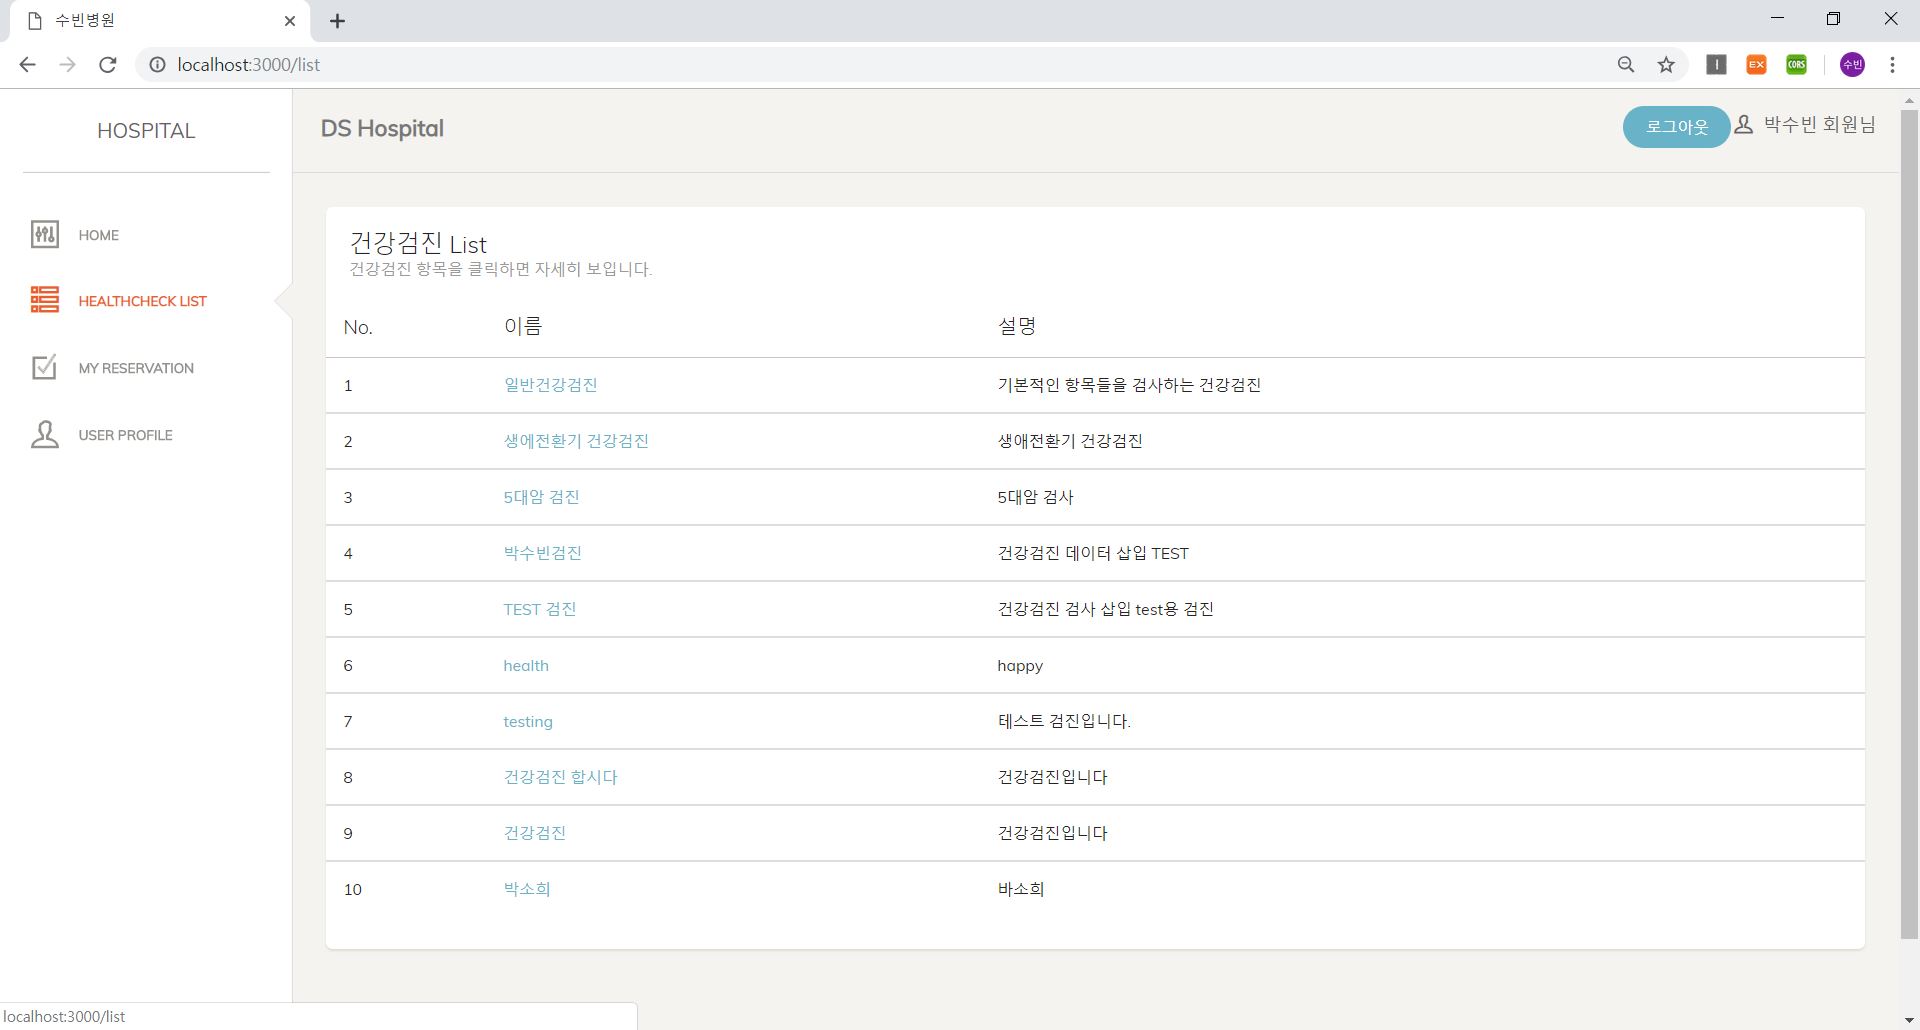 수빈병원
localhost:3000/list
EX
CORS
수빈
HOSPITAL
DS Hospital
로그아웃
박수빈 회원님
HOME
HEALTHCHECK LIST
MY RESERVATION
USER PROFILE
건강검진 List
건강검진 항목을 클릭하면 자세히 보입니다.
No. 이름 설명
1 일반건강검진 기본적인 항목들을 검사하는 건강검진
2 생에전환기 건강검진 생애전환기 건강검진
3 5대암 검진 5대암 검사
4 박수빈검진 건강검진 데이터 삽입 TEST
5 TEST 검진 건강검진 검사 삽입 test용 검진
6 health happy
7 testing 테스트 검진입니다.
8 건강검진 합시다 건강검진입니다
9 건강검진 건강검진입니다
10 박소희 바소희
localhost:3000/list